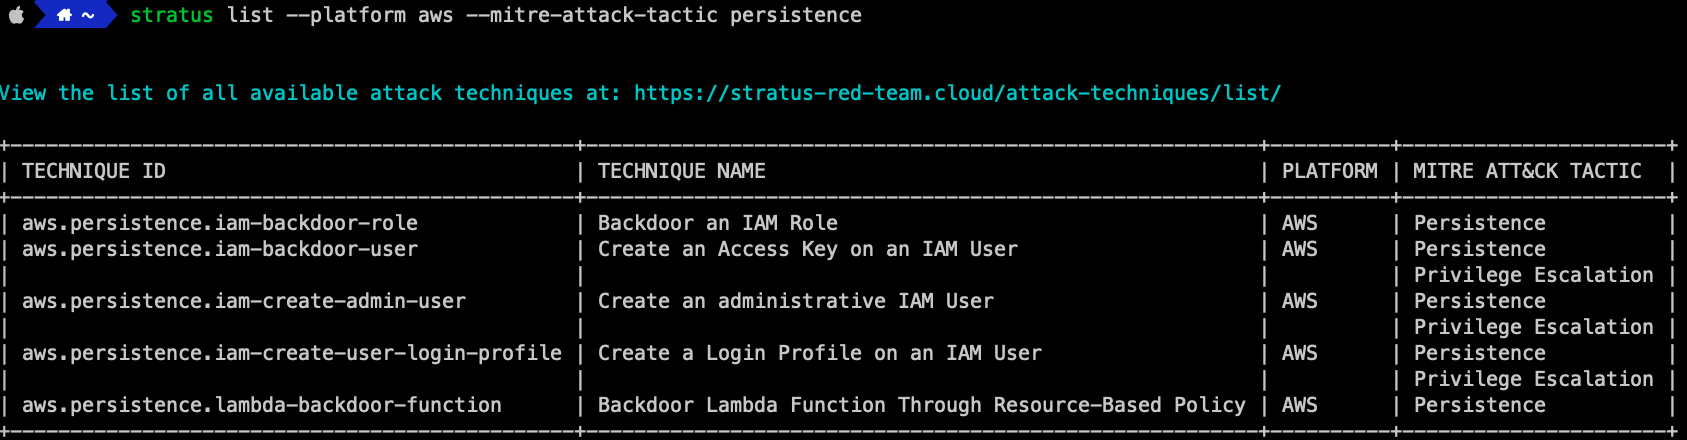 ~ stratus list --platform aws --mitre-attack-tactic persistence
View the list of all available attack techniques at: https://stratus-red-team.cloud/attack-techniques/list/
+-----------------------------------------------+--------------------------------------------------------+----------+----------------------+
| TECHNIQUE ID                                  | TECHNIQUE NAME                                         | PLATFORM | MITRE ATT&CK TACTIC  |
+-----------------------------------------------+--------------------------------------------------------+----------+----------------------+
| aws.persistence.iam-backdoor-role             | Backdoor an IAM Role                                   | AWS      | Persistence          |
| aws.persistence.iam-backdoor-user             | Create an Access Key on an IAM User                    | AWS      | Persistence          |
|                                               |                                                        |          | Privilege Escalation |
| aws.persistence.iam-create-admin-user         | Create an administrative IAM User                      | AWS      | Persistence          |
|                                               |                                                        |          | Privilege Escalation |
| aws.persistence.iam-create-user-login-profile | Create a Login Profile on an IAM User                  | AWS      | Persistence          |
|                                               |                                                        |          | Privilege Escalation |
| aws.persistence.lambda-backdoor-function      | Backdoor Lambda Function Through Resource-Based Policy | AWS      | Persistence          |
+-----------------------------------------------+--------------------------------------------------------+----------+----------------------+